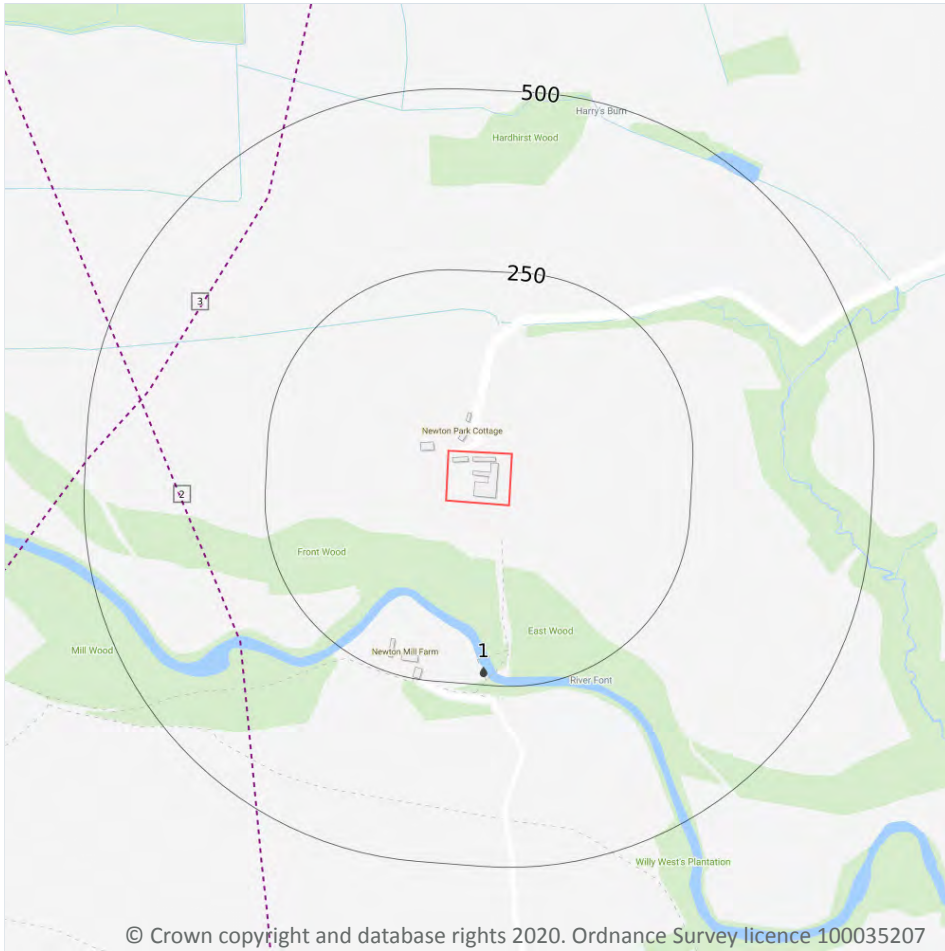 500
Harry's Burn
Hardhirst Wood
250
3
Newton Park Cottage
2
Front Wood
East Wood
1
Mill Wood
Newton Mill Farm
River Font
Willy West's Plantation
© Crown copyright and database rights 2020. Ordnance Survey licence 100035207